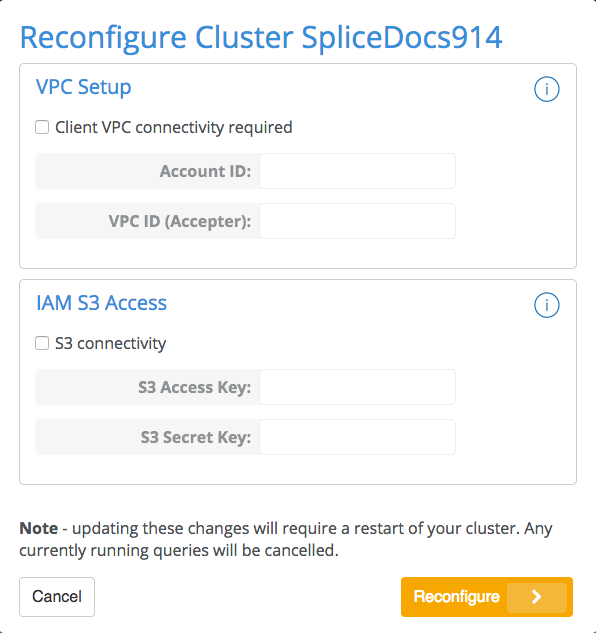 Reconfigure Cluster SpliceDocs914
VPC Setup
i
Client VPC connectivity required
Account ID:
VPC ID (Accepter):
IAM S3 Access
i
S3 connectivity
S3 Access Key:
S3 Secret Key:
Note - updating these changes will require a restart of your cluster. Any
currently running queries will be cancelled.
Cancel
Reconfigure